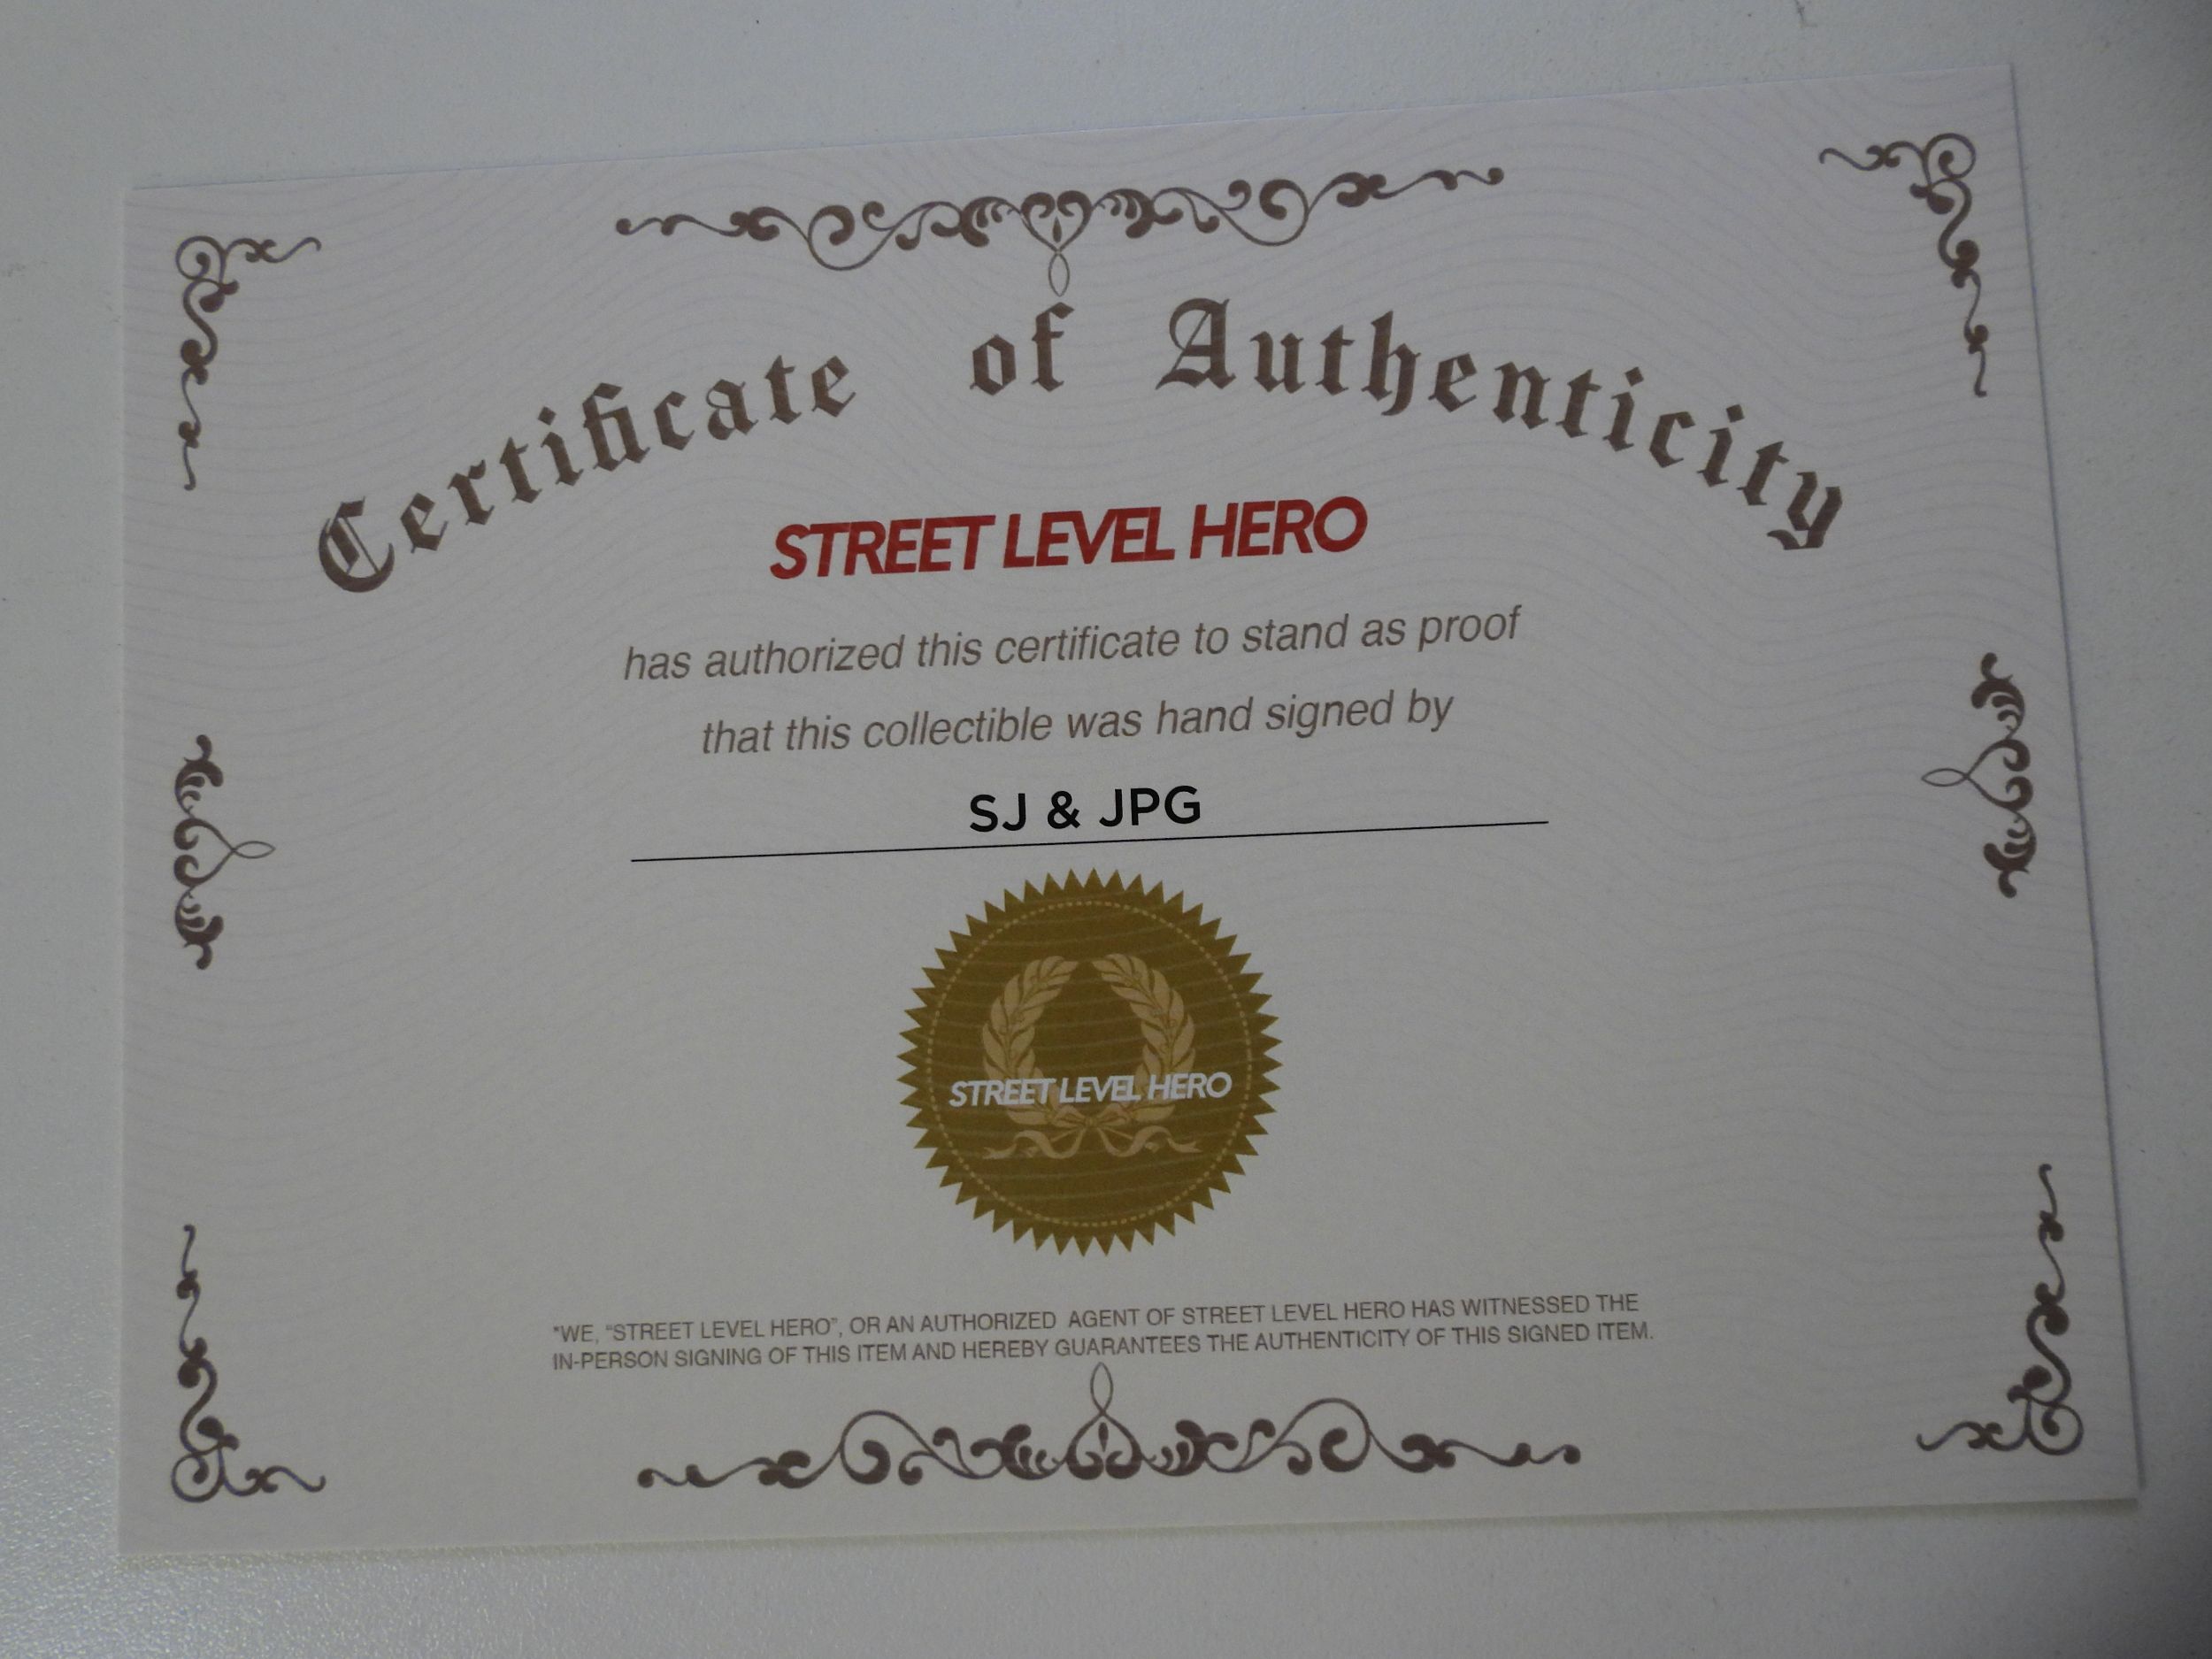 Certificate of Authenticity
STREET LEVEL HERO
has authorized this certificate to stand as proof
that this collectible was hand signed by
SJ & JPG
STREET LEVEL HERO
*WE, “STREET LEVEL HERO”, OR AN AUTHORIZED AGENT OF STREET LEVEL HERO HAS WITNESSED THE
IN-PERSON SIGNING OF THIS ITEM AND HEREBY GUARANTEES THE AUTHENTICITY OF THIS SIGNED ITEM.